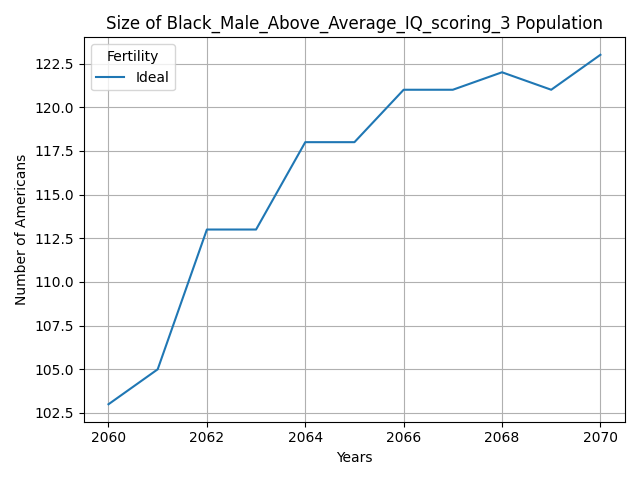 Size of Black_Male_Above_Average_IQ_scoring_3 Population
Fertility
Ideal
Number of Americans
122.5
120.0
117.5
115.0
112.5
110.0
107.5
105.0
102.5
2060 2062 2064 2066 2068 2070
Years